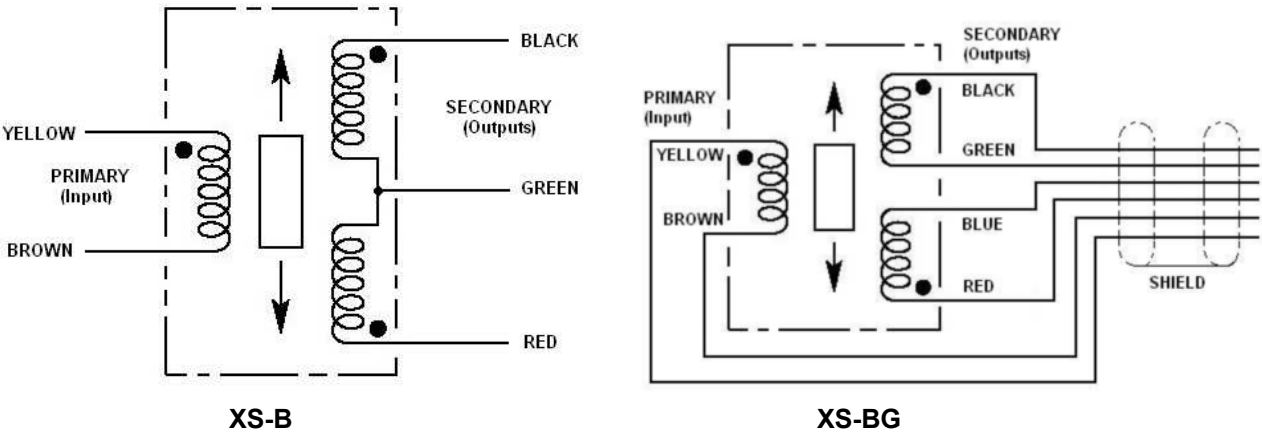 BLACK
YELLOW
PRIMARY
(Input)
BROWN
SECONDARY
(Outputs)
GREEN
RED
XS-B
SECONDARY
(Outputs)
PRIMARY
(Input)
BLACK
YELLOW
GREEN
BROWN
BLUE
RED
SHIELD
XS-BG